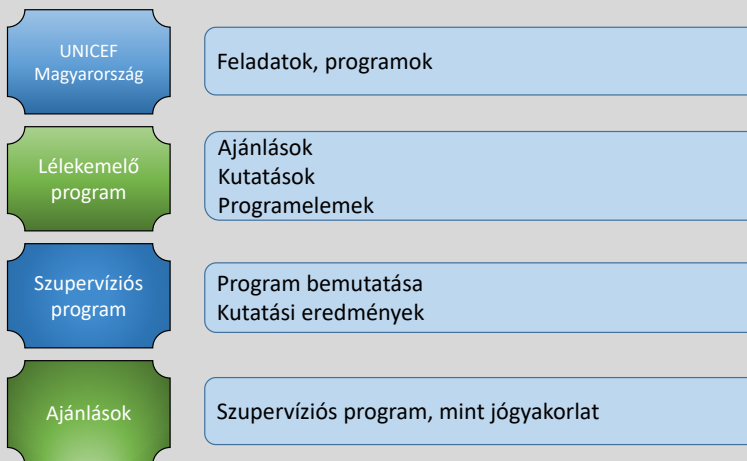 UNICEF
Magyarország
Feladatok, programok
Lélekemelő
program
Ajánlások
Kutatások
Programelemek
Szupervíziós
program
Program bemutatása
Kutatási eredmények
Ajánlások
Szupervíziós program, mint jógyakorlat